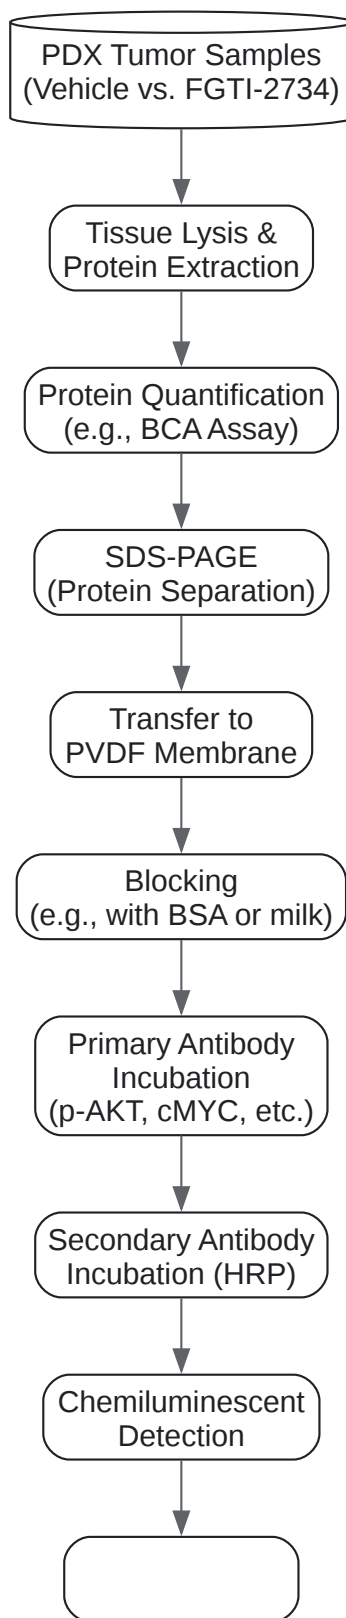 PDX Tumor Samples
(Vehicle vs. FGTI-2734)
Tissue Lysis &
Protein Extraction
Protein Quantification
(e.g., BCA Assay)
SDS-PAGE
(Protein Separation)
Transfer to
PVDF Membrane
Blocking
(e.g., with BSA or milk)
Primary Antibody
Incubation
(p-AKT, cMYC, etc.)
Secondary Antibody
Incubation (HRP)
Chemiluminescent
Detection